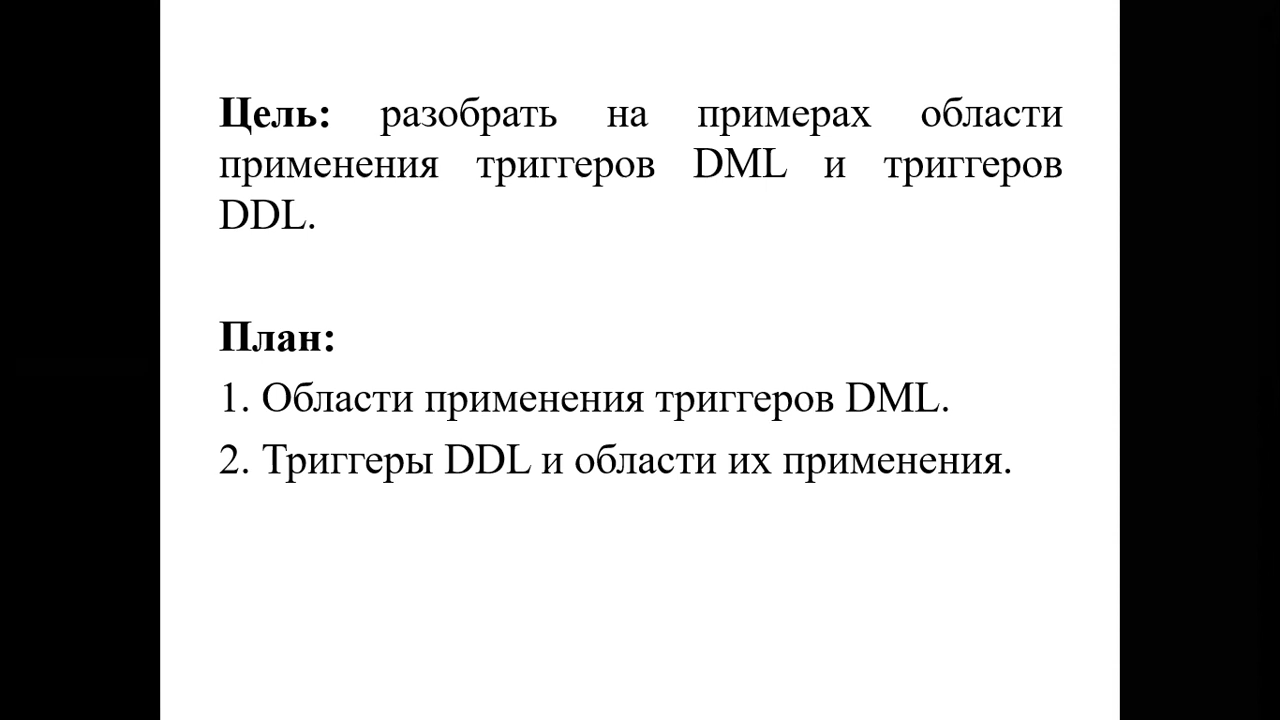 Цель: разобрать на примерах области
применения триггеров DML и триггеров
DDL.
План:
1. Области применения триггеров DML.
2. Триггеры DDL и области их применения.